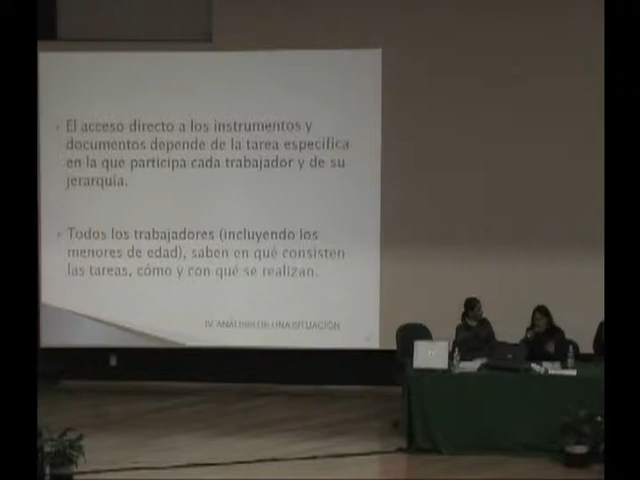 El acceso directo a los instrumentos y
documentos depende de la tarea específica
en la que participa cada trabajador y de su
jerarquía.
Todos los trabajadores (incluyendo los
menores de edad), saben en qué consisten
las tareas, cómo y con qué se realizan.
IV. ANÁLISIS DE UNA SITUACIÓN